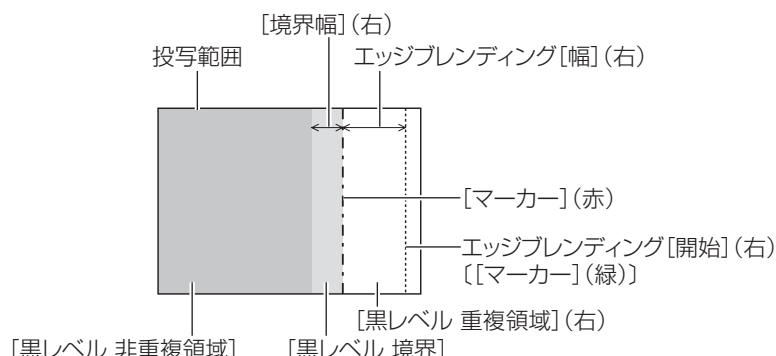 [境界幅](右)
投写範囲
エッジブレンディング[幅](右)
[マーカー](赤)
エッジブレンディング[開始](右)
〔[マーカー](緑)〕
[黒レベル 重複領域](右)
[黒レベル 非重複領域]
[黒レベル 境界]